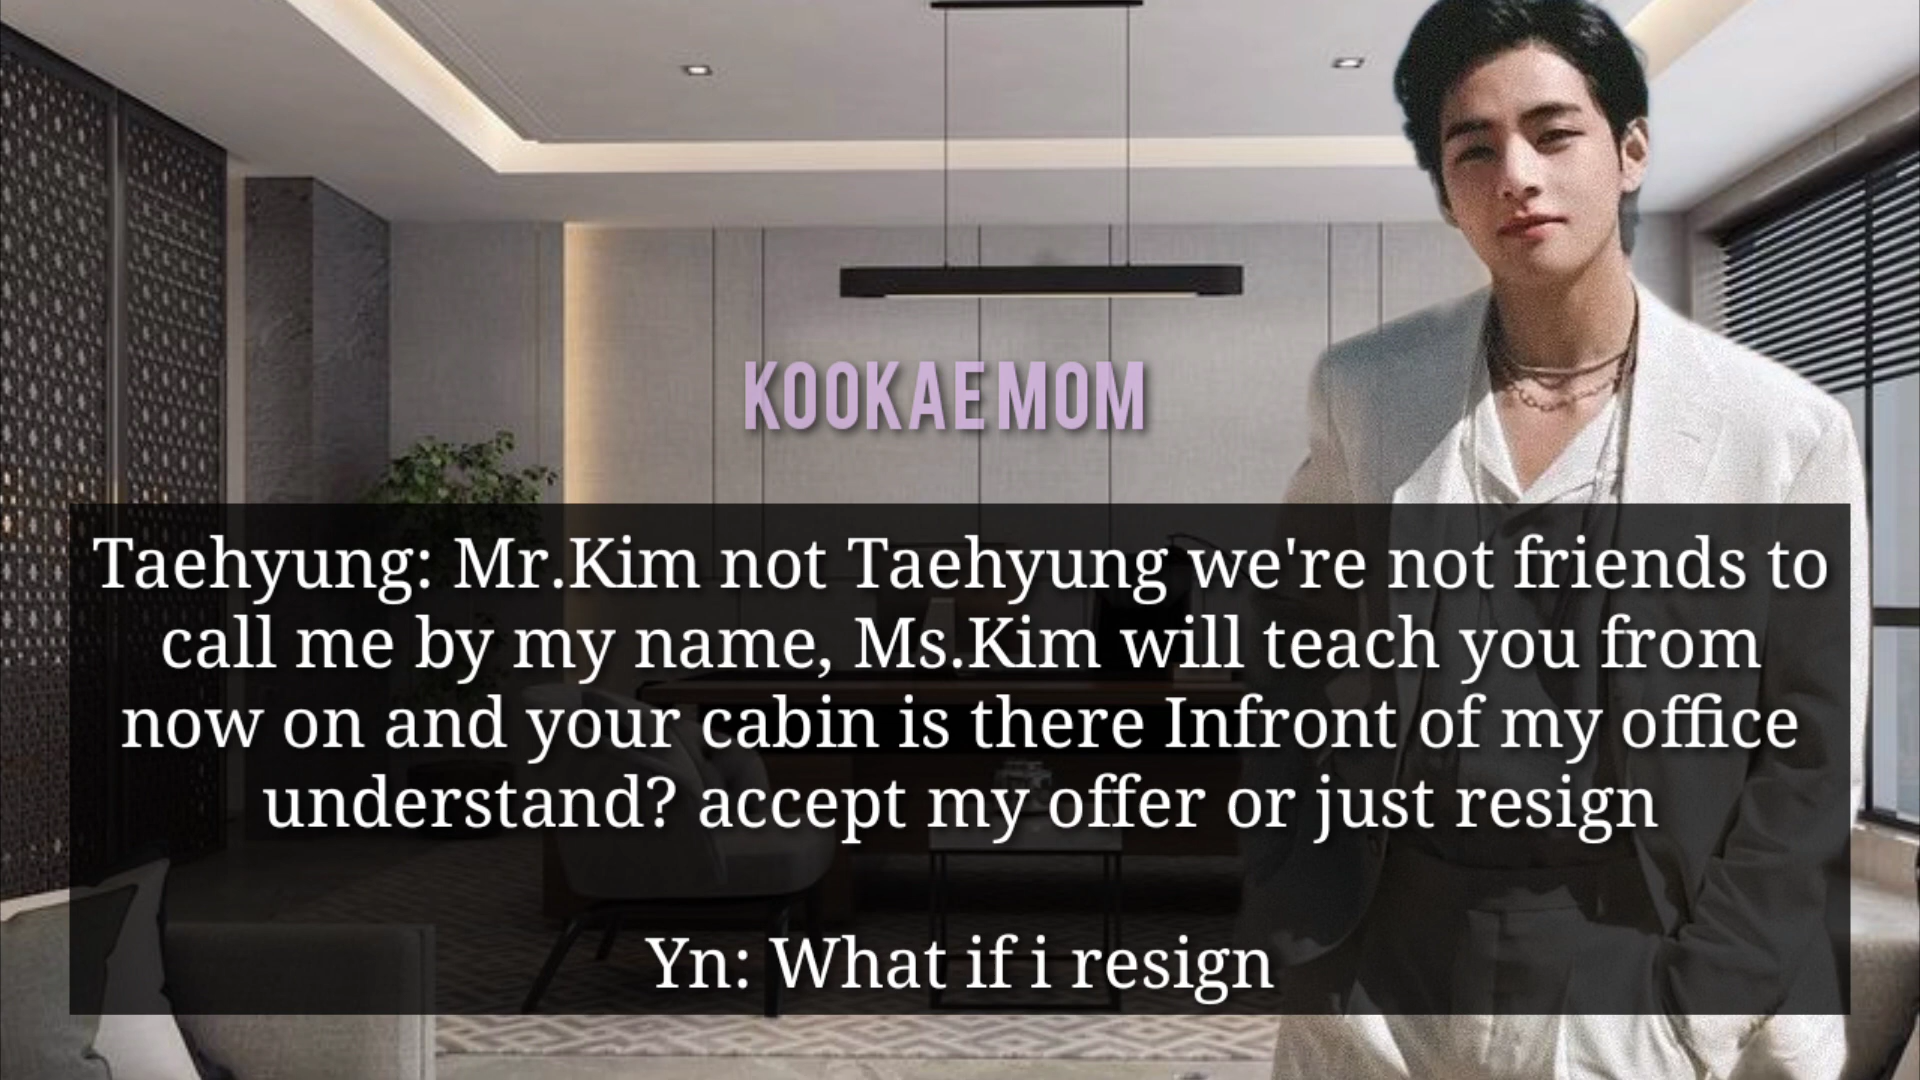 KOOKAE MOM
Taehyung: Mr.Kim not Taehyung we're not friends to
call me by my name, Ms.Kim will teach you from
now on and your cabin is there Infront of my office
understand? accept my offer or just resign
Yn: What if i resign